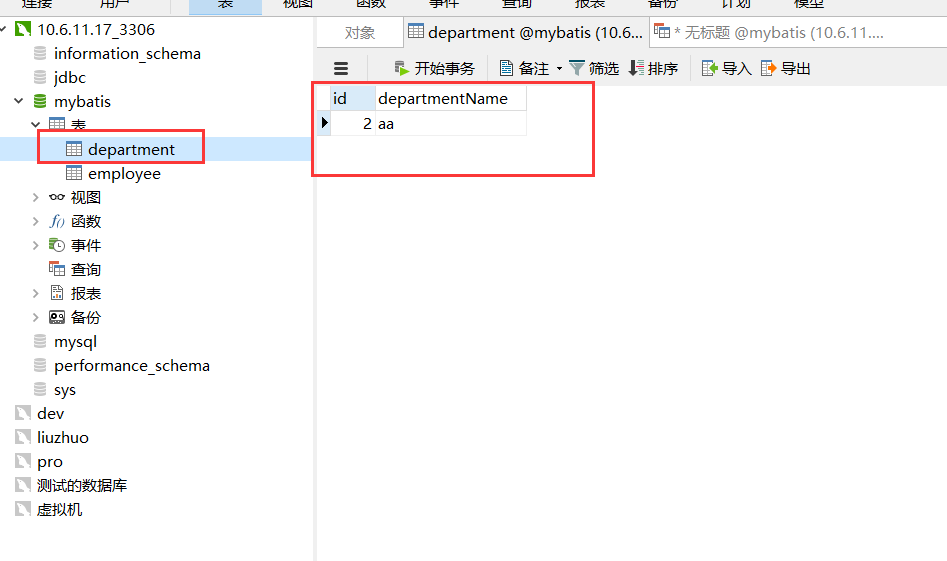 连接 用户 表 视图 函数 事件 查询 报表 备份 计划 模型
10.6.11.17_3306
information_schema
jdbc
mybatis
表
department
employee
视图
函数
事件
查询
报表
备份
mysql
performance_schema
sys
dev
liuzhuo
pro
测试的数据库
虚拟机
对象 department @mybatis (10.6... * 无标题 @mybatis (10.6.11....
开始事务 备注 筛选 排序 导入 导出
id departmentName
2 aa